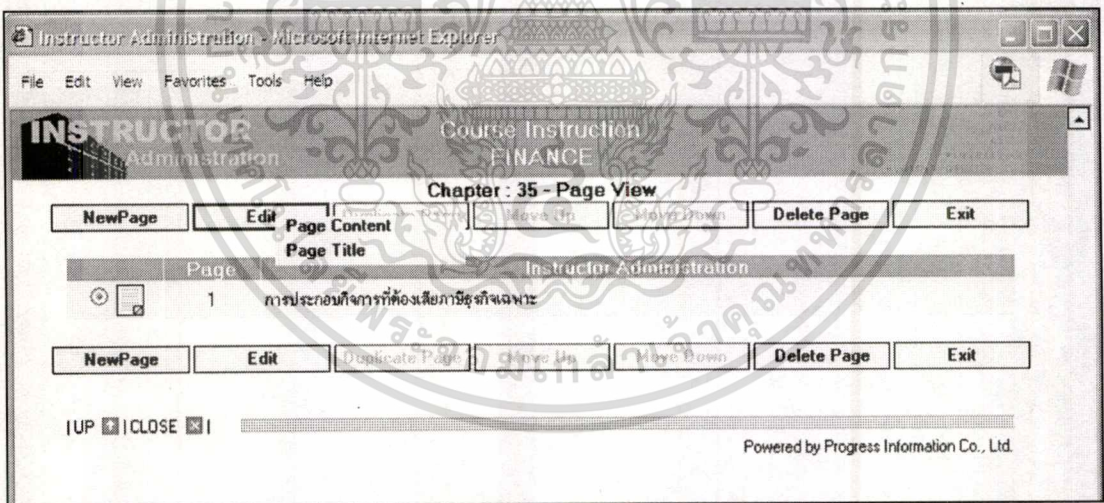 Instructor Administration - Microsoft Internet Explorer
File Edit View Favorites Tools Help
INSTRUCTOR
Administration
Course Instruction
FINANCE
Chapter : 35 - Page View
NewPage Edit Duplicate Page Move Up Move Down Delete Page Exit
Page Content
Page Title
Page Instructor Administration
1 การประกอบกิจการที่ต้องเสียภาษีธุรกิจเฉพาะ
NewPage Edit Duplicate Page Move Up Move Down Delete Page Exit
|UP |CLOSE |
Powered by Progress Information Co., Ltd.